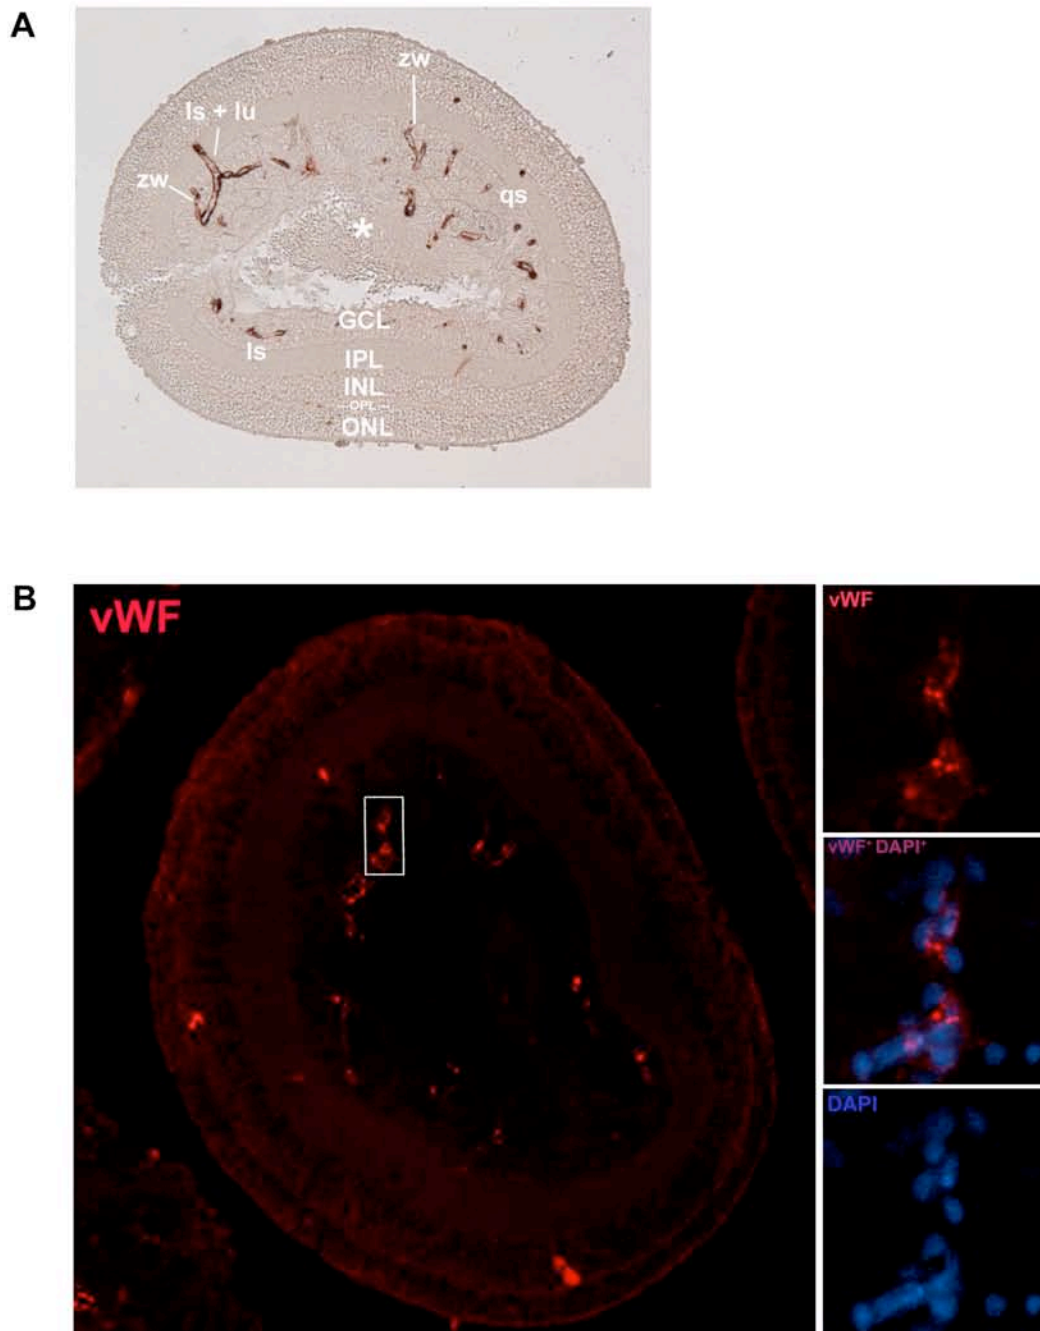 A
zw
ls + lu
zw
qs
*
GCL
ls
IPL
INL
OPL
ONL
B
vWF
vWF
vWF⁺ DAPI⁺
DAPI